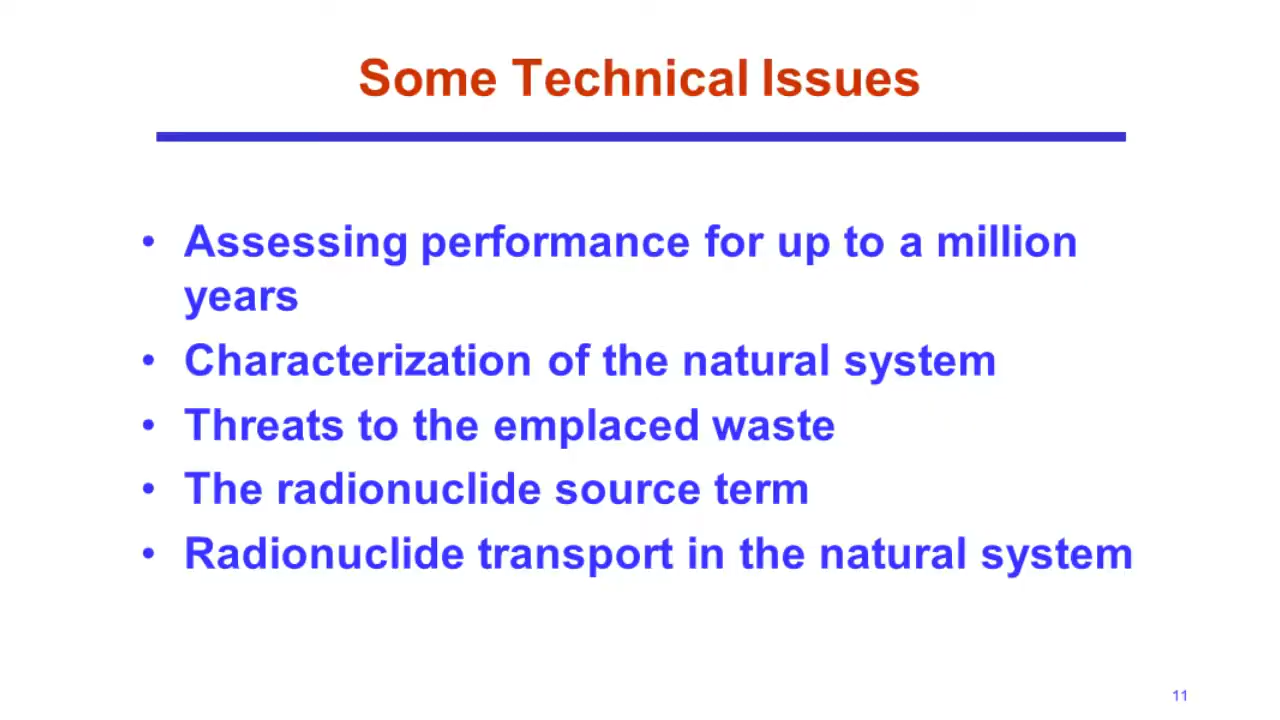 Some Technical Issues
• Assessing performance for up to a million
years
• Characterization of the natural system
• Threats to the emplaced waste
• The radionuclide source term
• Radionuclide transport in the natural system
11